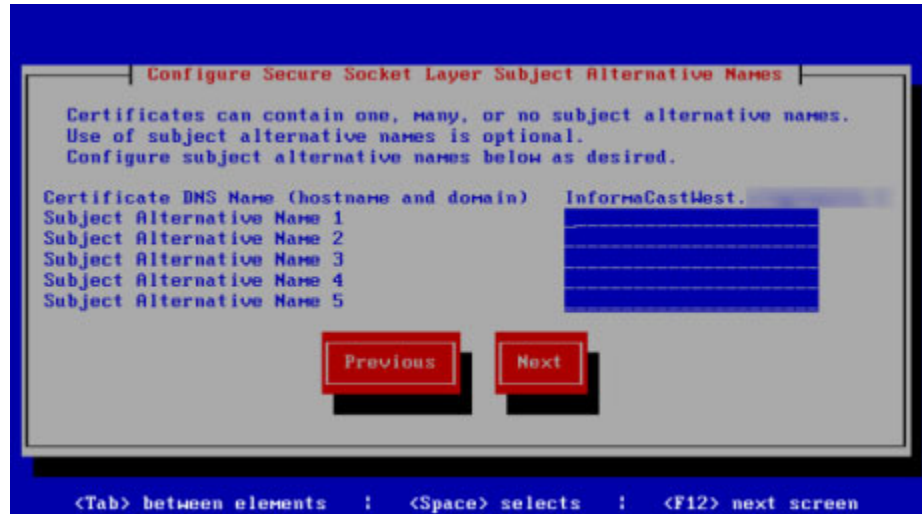 Configure Secure Socket Layer Subject Alternative Names
Certificates can contain one, many, or no subject alternative names.
Use of subject alternative names is optional.
Configure subject alternative names below as desired.
Certificate DNS Name (hostname and domain) InformaCastWest.
Subject Alternative Name 1
Subject Alternative Name 2
Subject Alternative Name 3
Subject Alternative Name 4
Subject Alternative Name 5
Previous Next
<Tab> between elements ¦ <Space> selects ¦ <F12> next screen